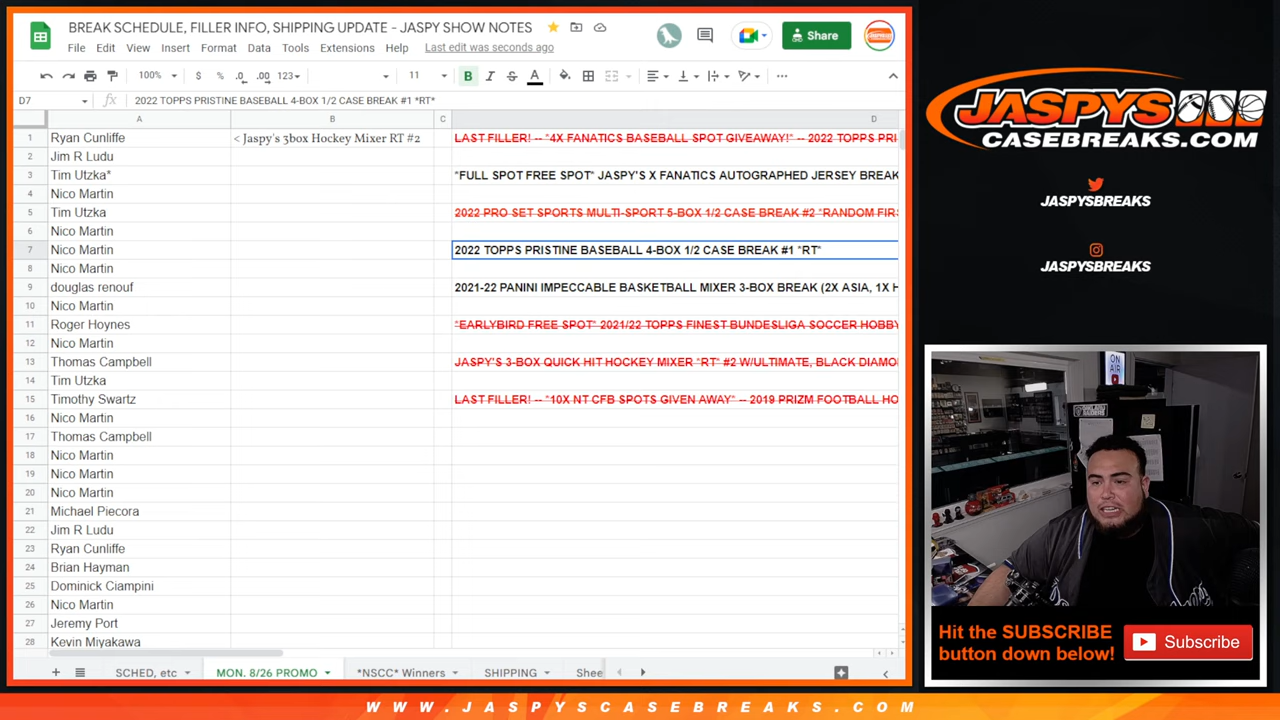 BREAK SCHEDULE, FILLER INFO, SHIPPING UPDATE - JASPY SHOW NOTES
File Edit View Insert Format Data Tools Extensions Help Last edit was seconds ago
Share
100% $ % .0 .00 123 11 B I S A
D7 fx 2022 TOPPS PRISTINE BASEBALL 4-BOX 1/2 CASE BREAK #1 *RT*
A B C D
1 Ryan Cunliffe < Jaspy's 3box Hockey Mixer RT #2 LAST FILLER! -- "4X FANATICS BASEBALL SPOT GIVEAWAY!" -- 2022 TOPPS PRI
2 Jim R Ludu
3 Tim Utzka* *FULL SPOT FREE SPOT* JASPY'S X FANATICS AUTOGRAPHED JERSEY BREAK
4 Nico Martin
5 Tim Utzka 2022 PRO SET SPORTS MULTI-SPORT 5-BOX 1/2 CASE BREAK #2 *RANDOM FIR
6 Nico Martin
7 Nico Martin 2022 TOPPS PRISTINE BASEBALL 4-BOX 1/2 CASE BREAK #1 *RT*
8 Nico Martin
9 douglas renouf 2021-22 PANINI IMPECCABLE BASKETBALL MIXER 3-BOX BREAK (2X ASIA, 1X H
10 Nico Martin
11 Roger Hoynes *EARLYBIRD FREE SPOT* 2021/22 TOPPS FINEST BUNDESLIGA SOCCER HOBBY
12 Nico Martin
13 Thomas Campbell JASPY'S 3-BOX QUICK HIT HOCKEY MIXER *RT* #2 W/ULTIMATE, BLACK DIAMO
14 Tim Utzka
15 Timothy Swartz LAST FILLER! -- "10X NT CFB SPOTS GIVEN AWAY" -- 2019 PRIZM FOOTBALL HO
16 Nico Martin
17 Thomas Campbell
18 Nico Martin
19 Nico Martin
20 Nico Martin
21 Michael Piecora
22 Jim R Ludu
23 Ryan Cunliffe
24 Brian Hayman
25 Dominick Ciampini
26 Nico Martin
27 Jeremy Port
28 Kevin Miyakawa
SCHED, etc MON. 8/26 PROMO *NSCC* Winners SHIPPING Shee
JASPYS
CASEBREAKS.COM
JASPYSBREAKS
JASPYSBREAKS
ON AIR
Hit the SUBSCRIBE
button down below!
Subscribe
WWW.JASPYSCASEBREAKS.COM